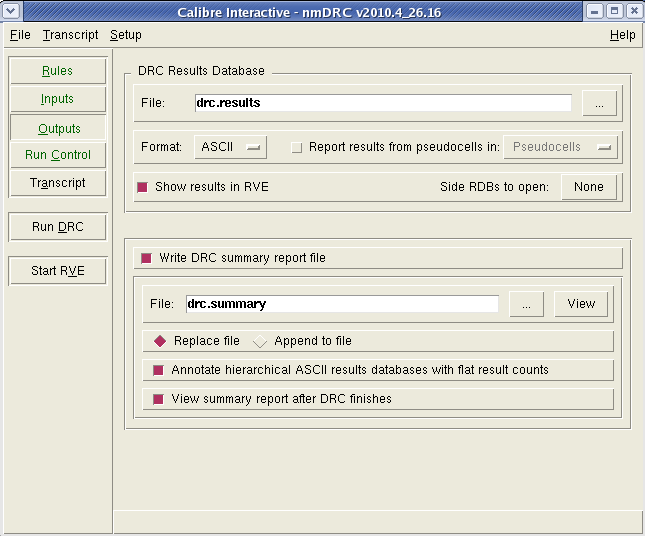 Calibre Interactive - nmDRC v2010.4_26.16
File Transcript Setup Help
Rules
Inputs
Outputs
Run Control
Transcript
Run DRC
Start RVE
DRC Results Database
File: drc.results ...
Format: ASCII Report results from pseudocells in: Pseudocells
Show results in RVE Side RDBs to open: None
Write DRC summary report file
File: drc.summary ... View
Replace file Append to file
Annotate hierarchical ASCII results databases with flat result counts
View summary report after DRC finishes